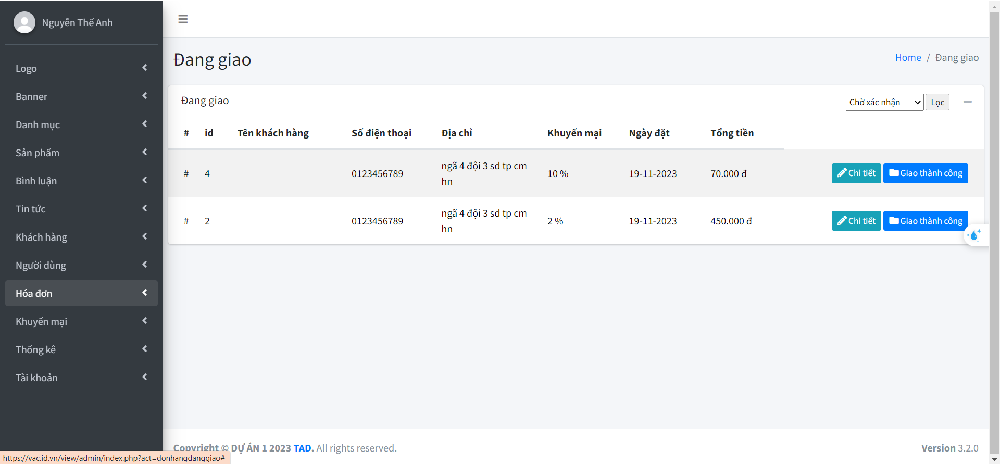 Nguyễn Thế Anh
Logo
Banner
Danh mục
Sản phẩm
Bình luận
Tin tức
Khách hàng
Người dùng
Hóa đơn
Khuyến mại
Thống kê
Tài khoản
Đang giao
Home / Đang giao
Đang giao
Chờ xác nhận Lọc
# id Tên khách hàng Số điện thoại Địa chỉ Khuyến mại Ngày đặt Tổng tiền
# 4 0123456789 ngã 4 đội 3 sd tp cm hn 10 % 19-11-2023 70.000 đ Chi tiết Giao thành công
# 2 0123456789 ngã 4 đội 3 sd tp cm hn 2 % 19-11-2023 450.000 đ Chi tiết Giao thành công
Copyright © DỰ ÁN 1 2023 TAD. All rights reserved.
Version 3.2.0
https://vac.id.vn/view/admin/index.php?act=donhangdanggiao#